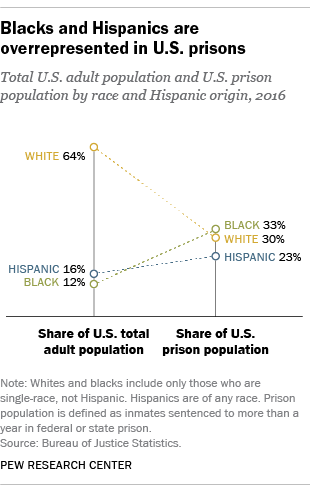 Blacks and Hispanics are
overrepresented in U.S. prisons
Total U.S. adult population and U.S. prison
population by race and Hispanic origin, 2016
WHITE 64%
BLACK 33%
WHITE 30%
HISPANIC 23%
HISPANIC 16%
BLACK 12%
Share of U.S. total
adult population
Share of U.S.
prison population
Note: Whites and blacks include only those who are
single-race, not Hispanic. Hispanics are of any race. Prison
population is defined as inmates sentenced to more than a
year in federal or state prison.
Source: Bureau of Justice Statistics.
PEW RESEARCH CENTER